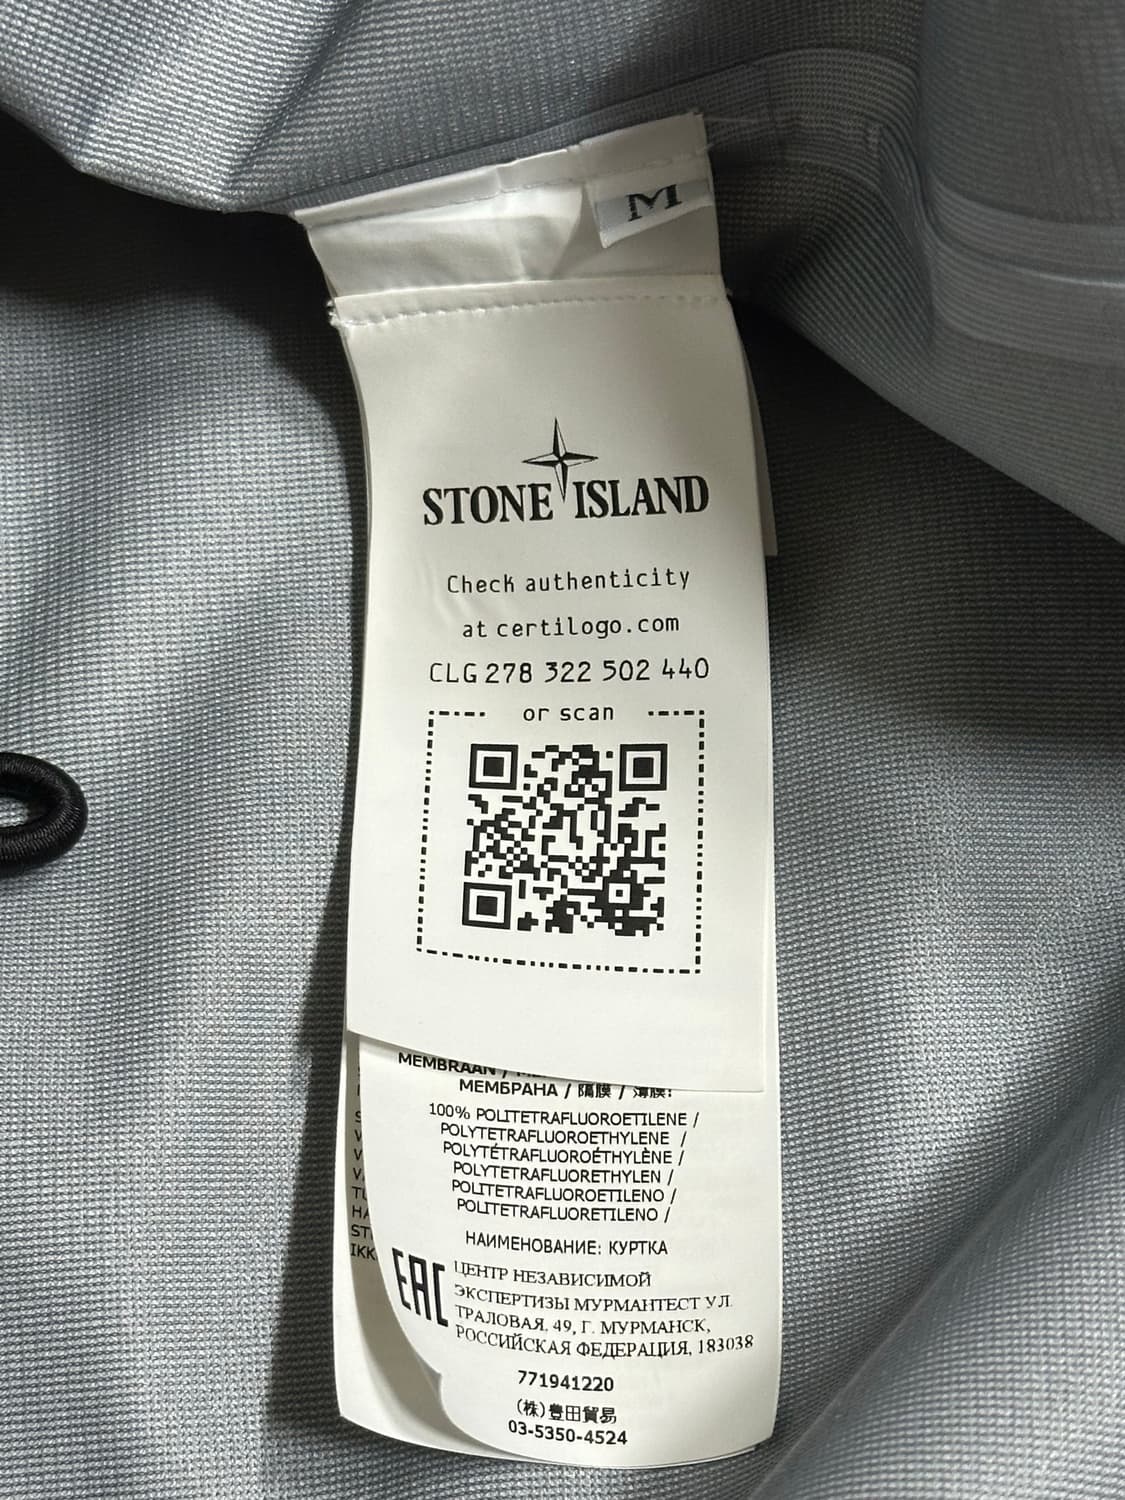 M
STONE ISLAND
Check authenticity
at certilogo.com
CLG 278 322 502 440
or scan
MEMBRAAN /
МЕМБРАНА / 隔膜 / 薄膜:
100% POLITETRAFLUOROETILENE /
POLYTETRAFLUOROETHYLENE /
POLYTÉTRAFLUOROÉTHYLÈNE /
POLYTETRAFLUORETHYLEN /
POLITETRAFLUOROETILENO /
POLITETRAFLUORETILENO /
НАИМЕНОВАНИЕ: КУРТКА
EAC
ЦЕНТР НЕЗАВИСИМОЙ
ЭКСПЕРТИЗЫ МУРМАНТЕСТ УЛ.
ТРАЛОВАЯ, 49, Г. МУРМАНСК,
РОССИЙСКАЯ ФЕДЕРАЦИЯ, 183038
771941220
(株)豊田貿易
03-5350-4524